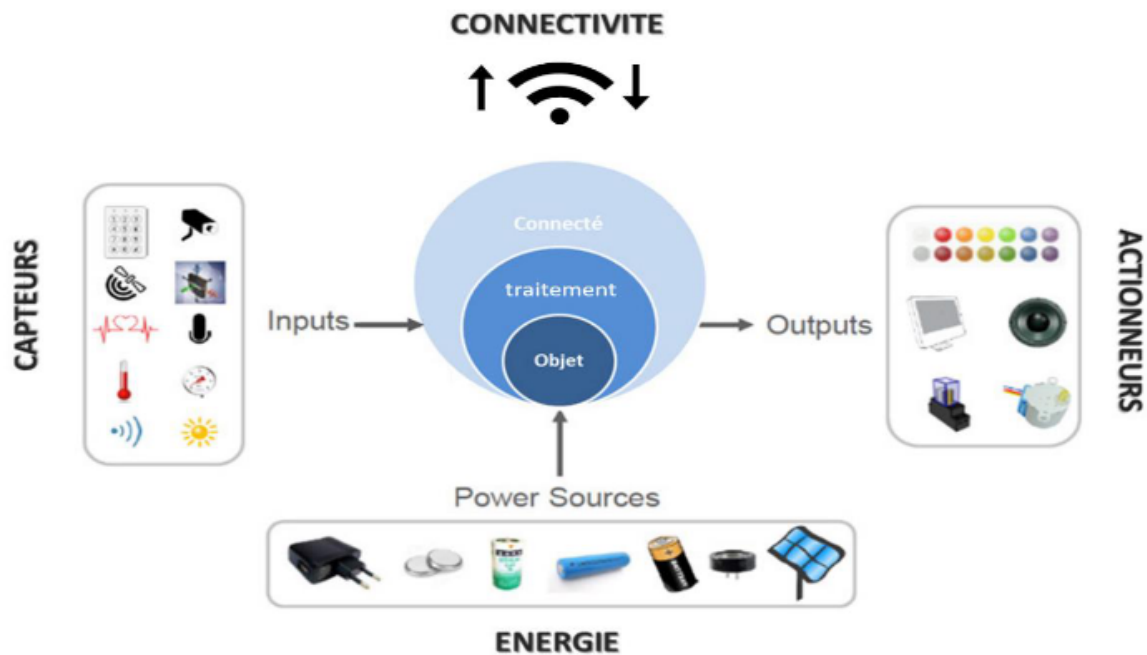 CONNECTIVITE
CAPTEURS
Connecté
traitement
Objet
Inputs
Outputs
ACTIONNEURS
Power Sources
ENERGIE